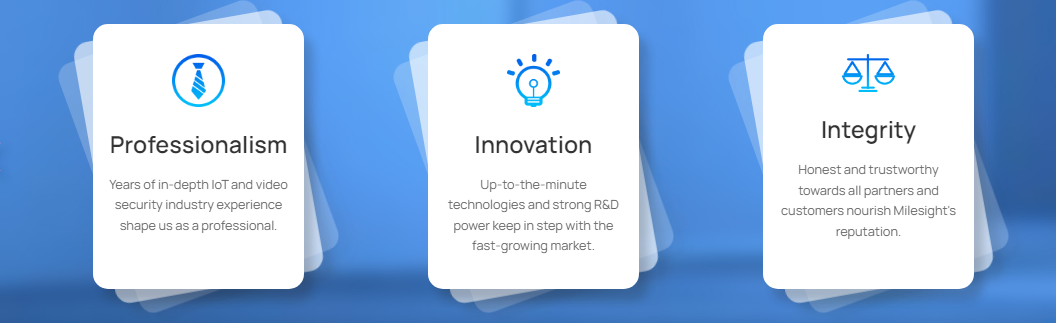 Professionalism
Years of in-depth IoT and video
security industry experience
shape us as a professional.
Innovation
Up-to-the-minute
technologies and strong R&D
power keep in step with the
fast-growing market.
Integrity
Honest and trustworthy
towards all partners and
customers nourish Milesight's
reputation.